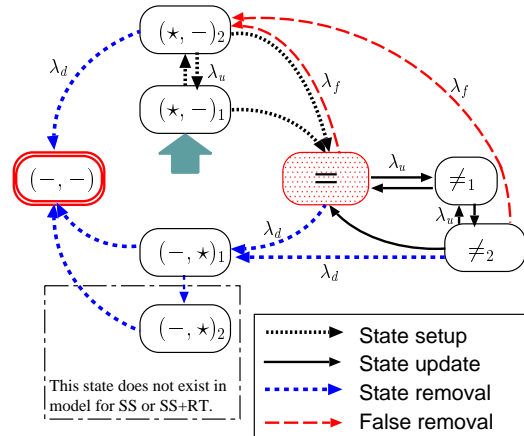 (⋆, −)₂
λ_d
λ_u
λ_f
λ_f
(⋆, −)₁
(−, −)
=
λ_u
≠₁
λ_u
≠₂
λ_d
λ_d
(−, ⋆)₁
(−, ⋆)₂
This state does not exist in
model for SS or SS+RT.
State setup
State update
State removal
False removal